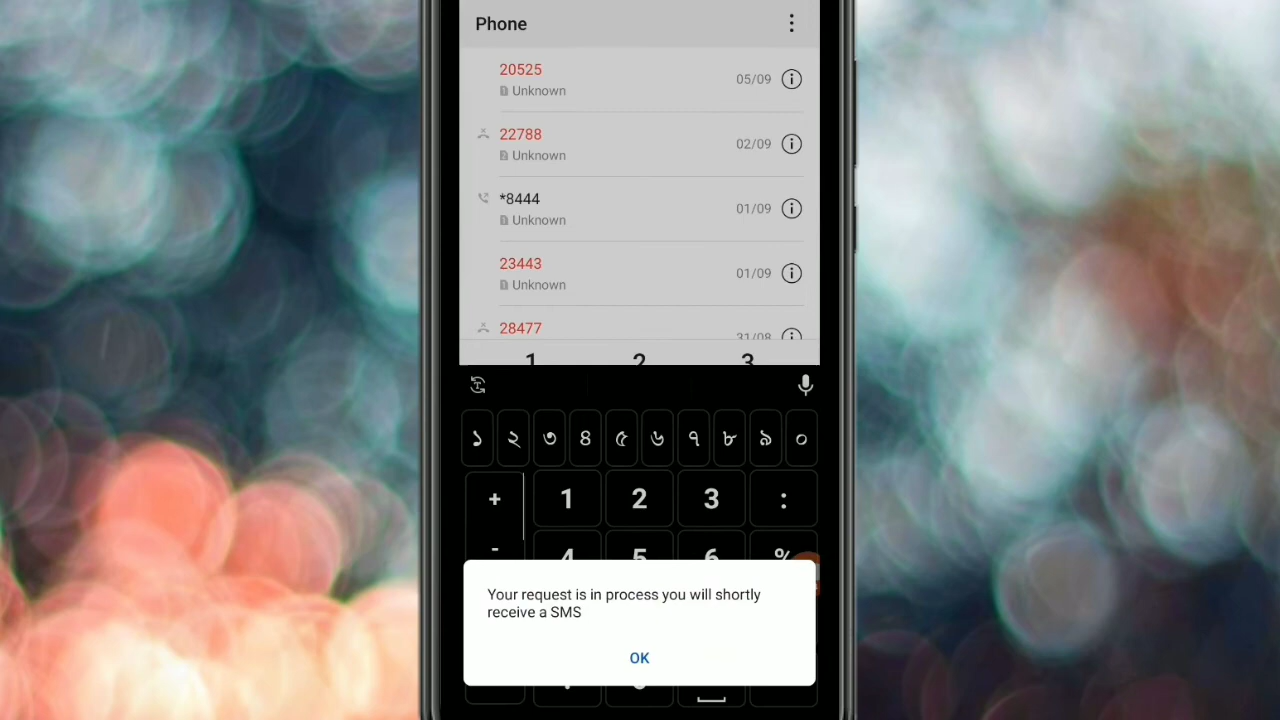 Phone
20525
Unknown
05/09
22788
Unknown
02/09
*8444
Unknown
01/09
23443
Unknown
01/09
28477
31/08
1 2 3
১ ২ ৩ ৪ ৫ ৬ ৭ ৮ ৯ ০
+ 1 2 3 :
- 4 5 6 %
Your request is in process you will shortly
receive a SMS
OK